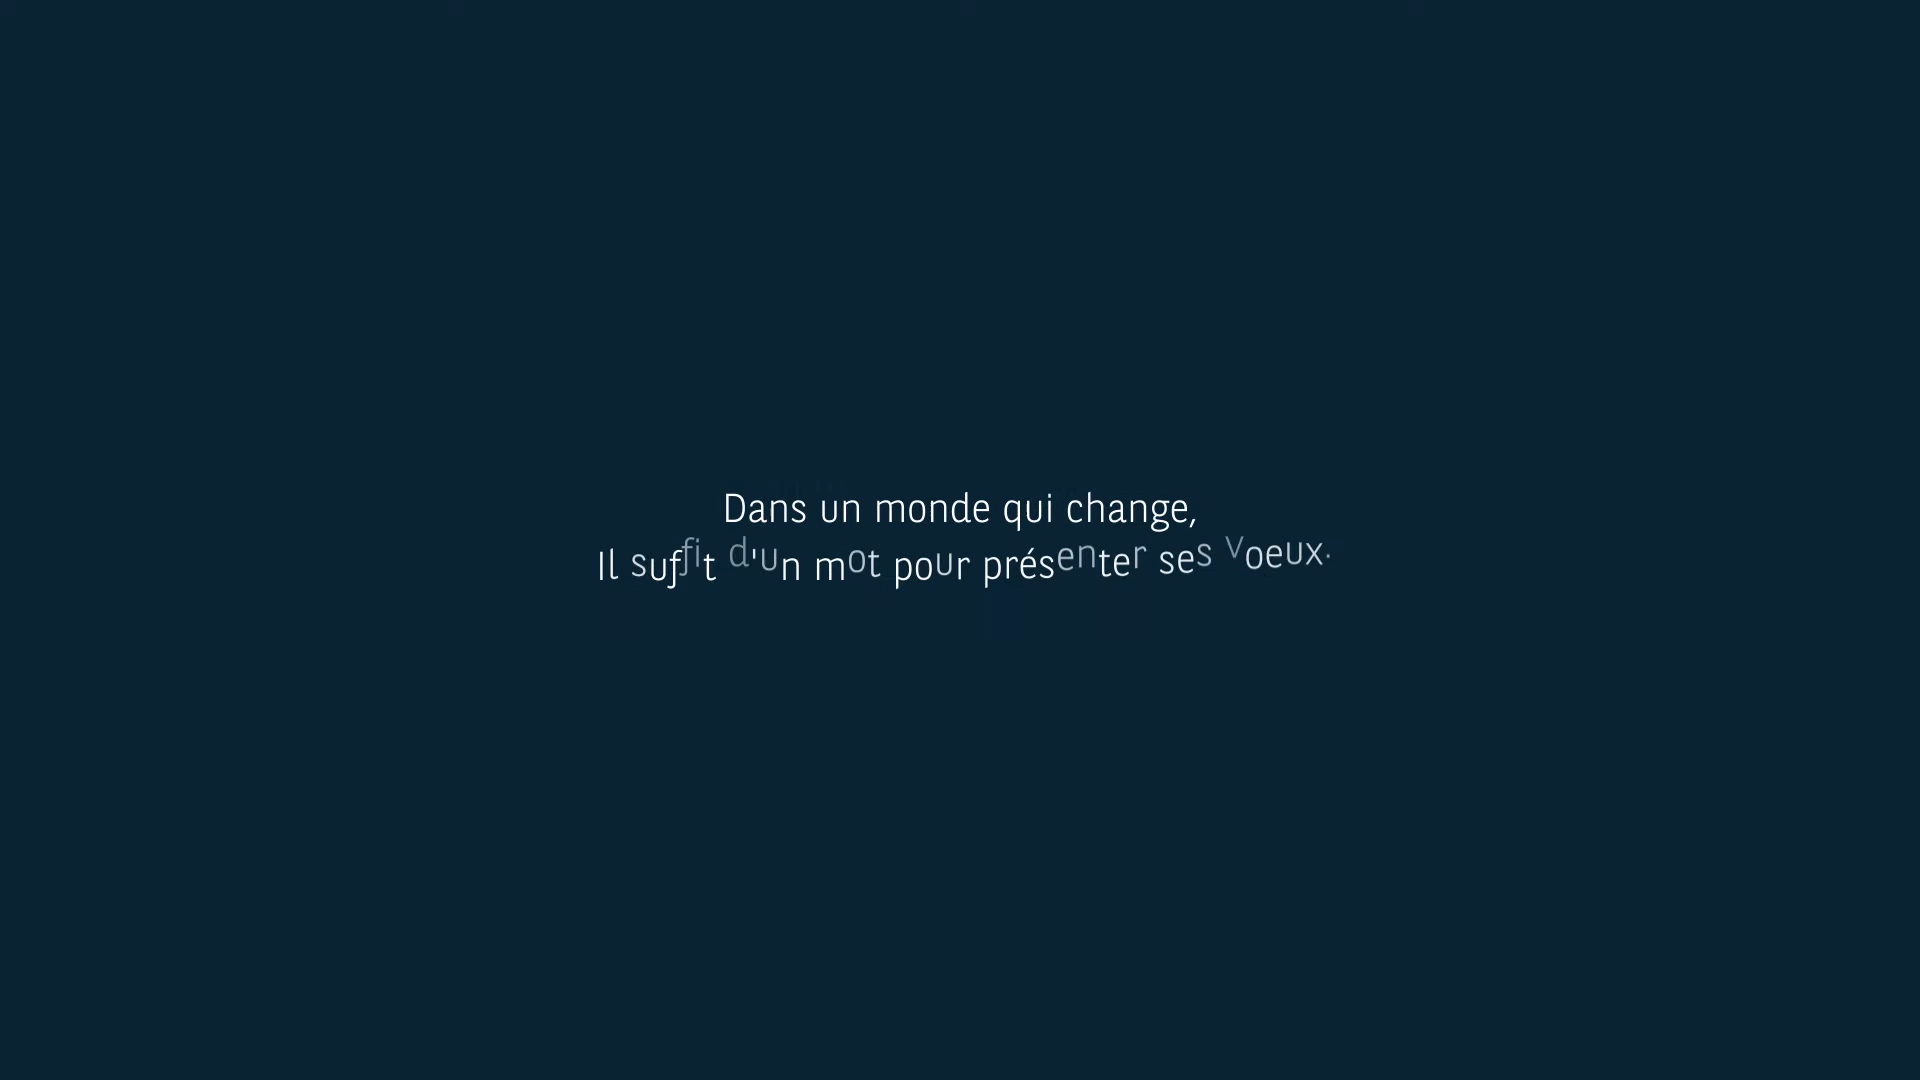 Dans un monde qui change,
Il suffit d'un mot pour présenter ses voeux.